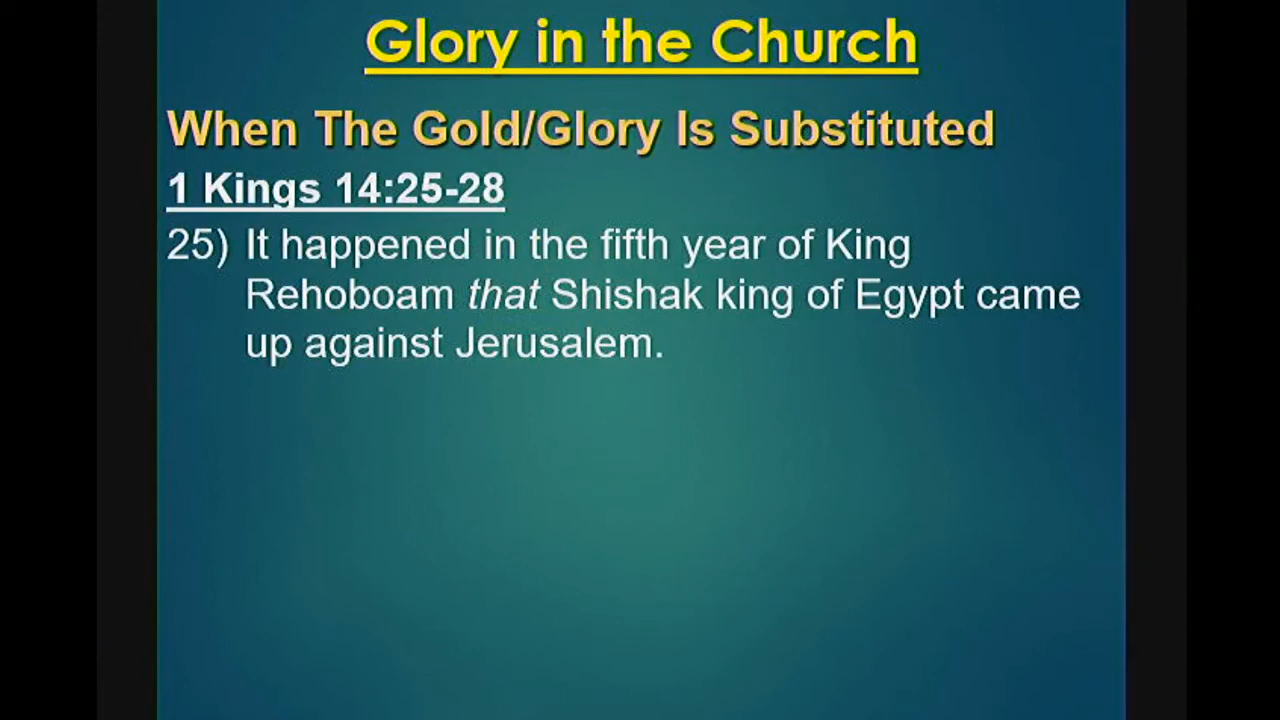 Glory in the Church
When The Gold/Glory Is Substituted
1 Kings 14:25-28
25) It happened in the fifth year of King
Rehoboam that Shishak king of Egypt came
up against Jerusalem.